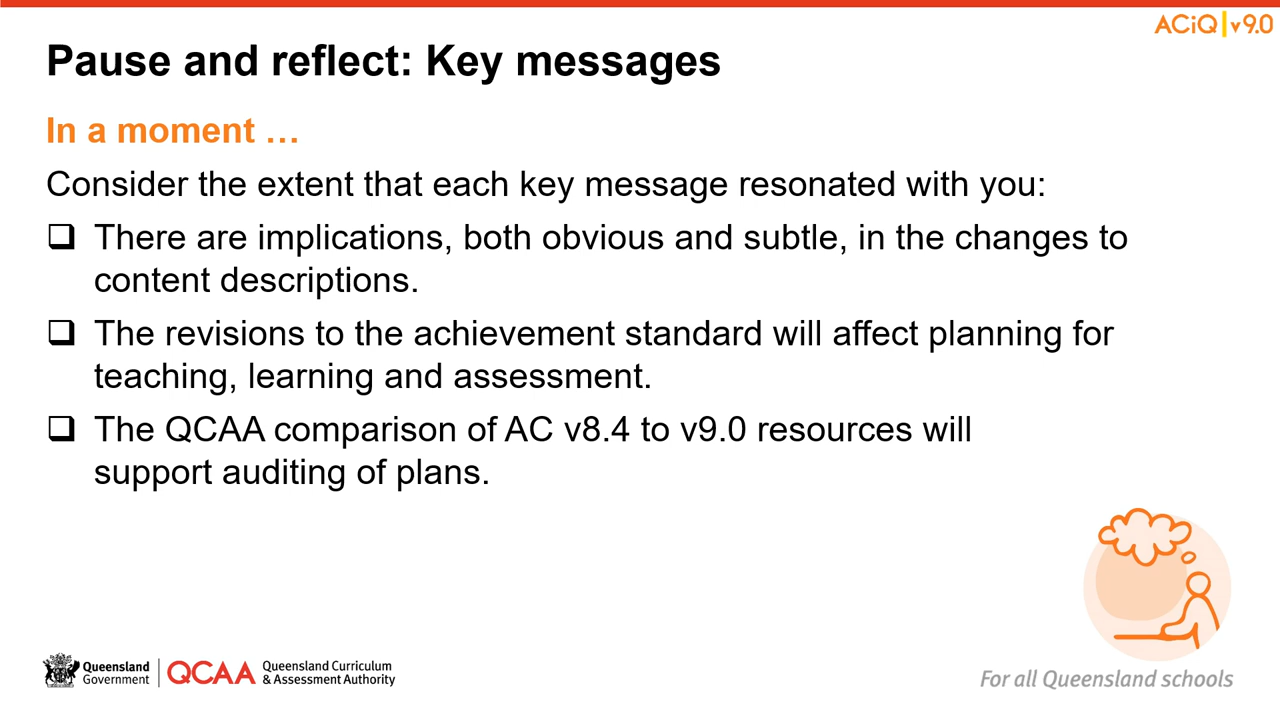 ACiQ v9.0
Pause and reflect: Key messages
In a moment …
Consider the extent that each key message resonated with you:
❑ There are implications, both obvious and subtle, in the changes to
content descriptions.
❑ The revisions to the achievement standard will affect planning for
teaching, learning and assessment.
❑ The QCAA comparison of AC v8.4 to v9.0 resources will
support auditing of plans.
Queensland Government
QCAA
Queensland Curriculum
& Assessment Authority
For all Queensland schools